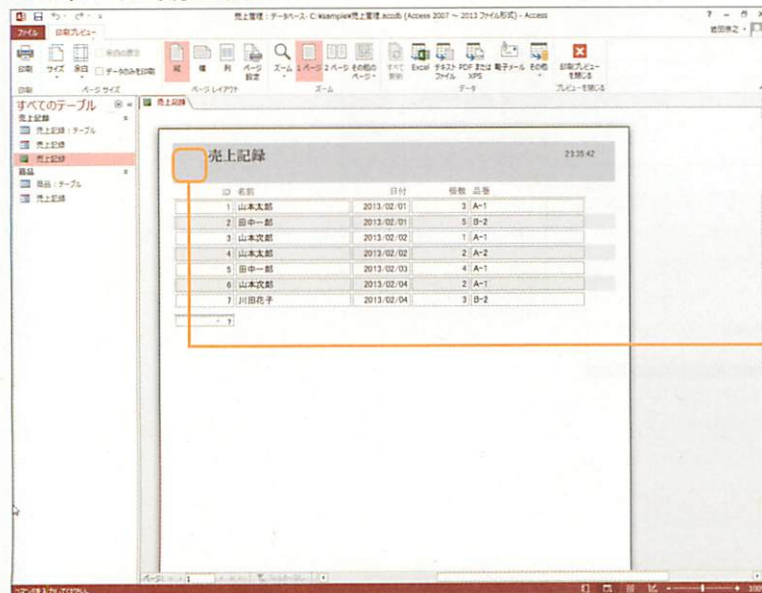 売上管理 : データベース- C:¥sample¥売上管理.accdb (Access 2007 ～ 2013 ファイル形式) - Access
ファイル 印刷プレビュー
印刷 サイズ 余白 余白の表示 データのみを印刷 縦 横 列 ページ設定 ズーム 1 ページ 2 ページ その他のページ すべて更新 Excel テキストファイル PDF または XPS 電子メール その他 印刷プレビューを閉じる
印刷 ページ サイズ ページ レイアウト ズーム データ プレビューを閉じる
すべてのテーブル
売上記録
売上記録 : テーブル
売上記録
売上記録
商品
商品 : テーブル
売上記録
売上記録
売上記録 23:35:42
ID 名前 日付 個数 品番
1 山本太郎 2013/02/01 3 A-1
2 田中一郎 2013/02/01 5 B-2
3 山本次郎 2013/02/02 1 A-1
4 山本太郎 2013/02/02 2 A-2
5 田中一郎 2013/02/03 4 A-1
6 山本次郎 2013/02/04 2 A-1
7 川田花子 2013/02/04 3 B-2
7
ページ: 1
100%